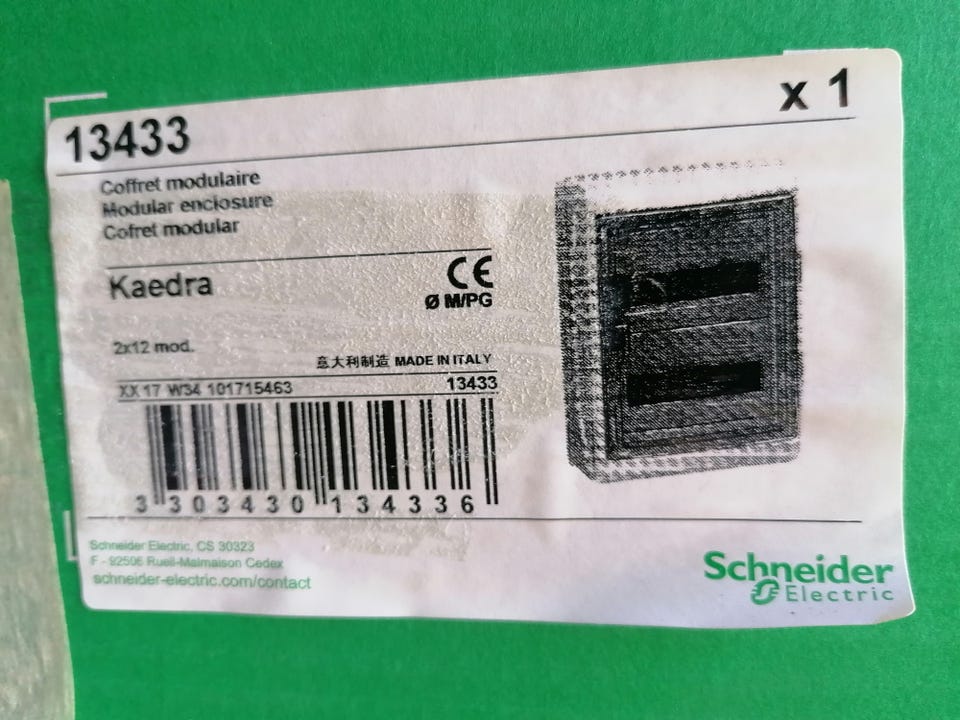 13433
x 1
Coffret modulaire
Modular enclosure
Cofret modular
Kaedra
CE
Ø M/PG
2x12 mod.
意大利制造 MADE IN ITALY
XX 17 W34 101715463
13433
3 303430 134336
Schneider Electric, CS 30323
F - 92506 Rueil-Malmaison Cedex
schneider-electric.com/contact
Schneider
Electric